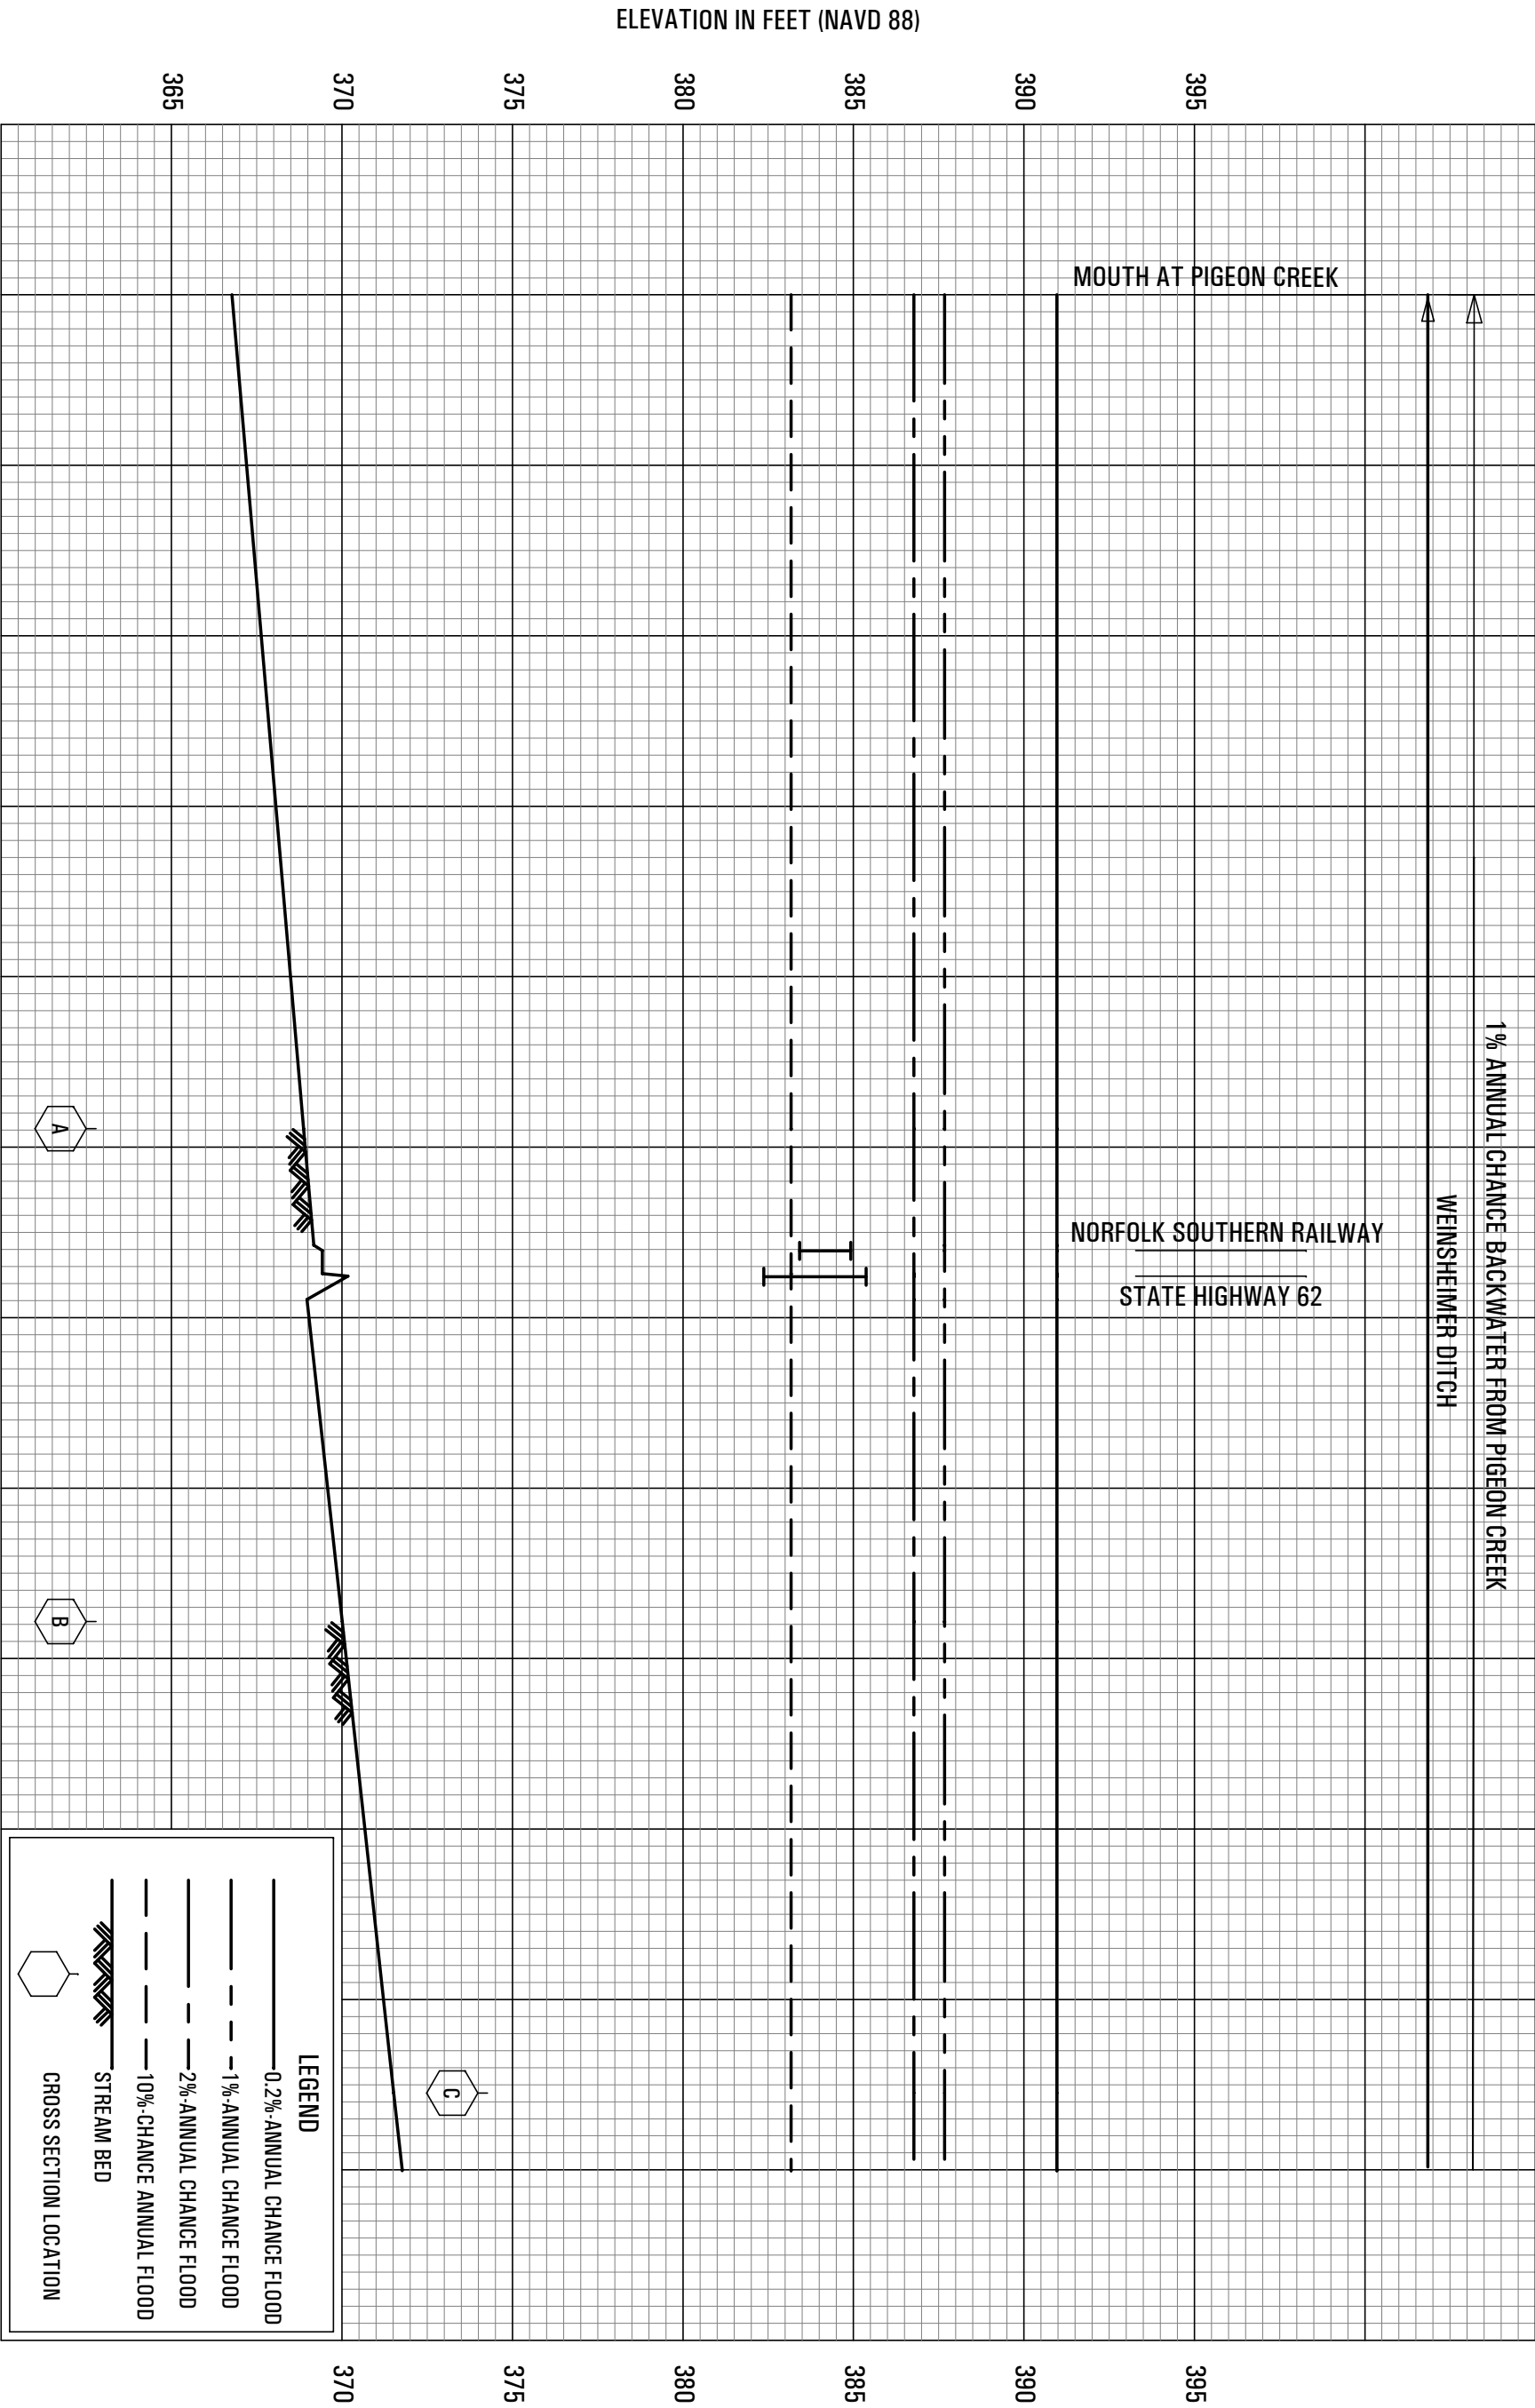 ELEVATION IN FEET (NAVD 88)
365
370
375
380
385
390
395
1% ANNUAL CHANCE BACKWATER FROM PIGEON CREEK
WEINSHEIMER DITCH
MOUTH AT PIGEON CREEK
NORFOLK SOUTHERN RAILWAY
STATE HIGHWAY 62
A
B
C
LEGEND
0.2%-ANNUAL CHANCE FLOOD
1%-ANNUAL CHANCE FLOOD
2%-ANNUAL CHANCE FLOOD
10%-CHANCE ANNUAL FLOOD
STREAM BED
CROSS SECTION LOCATION
370
375
380
385
390
395